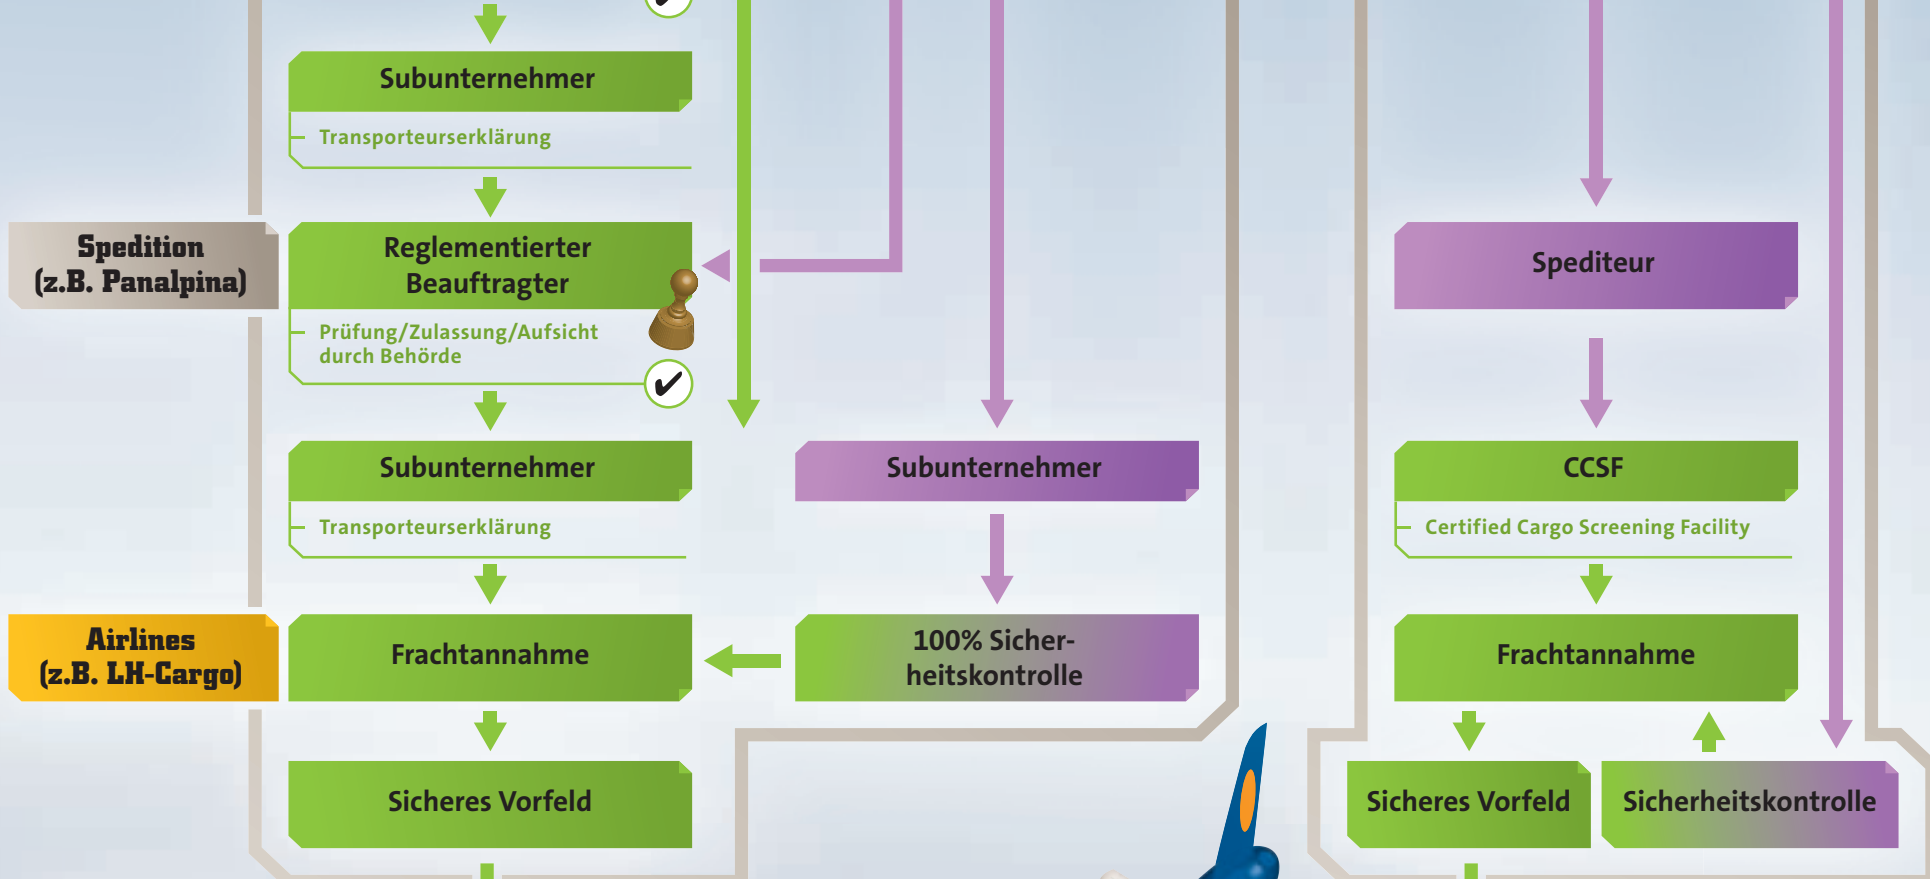 Subunternehmer
Transporteurserklärung
Spedition
(z.B. Panalpina)
Reglementierter
Beauftragter
Prüfung/Zulassung/Aufsicht
durch Behörde
Spediteur
Subunternehmer
Transporteurserklärung
Subunternehmer
CCSF
Certified Cargo Screening Facility
Airlines
(z.B. LH-Cargo)
Frachtannahme
100% Sicher-
heitskontrolle
Frachtannahme
Sicheres Vorfeld
Sicheres Vorfeld
Sicherheitskontrolle